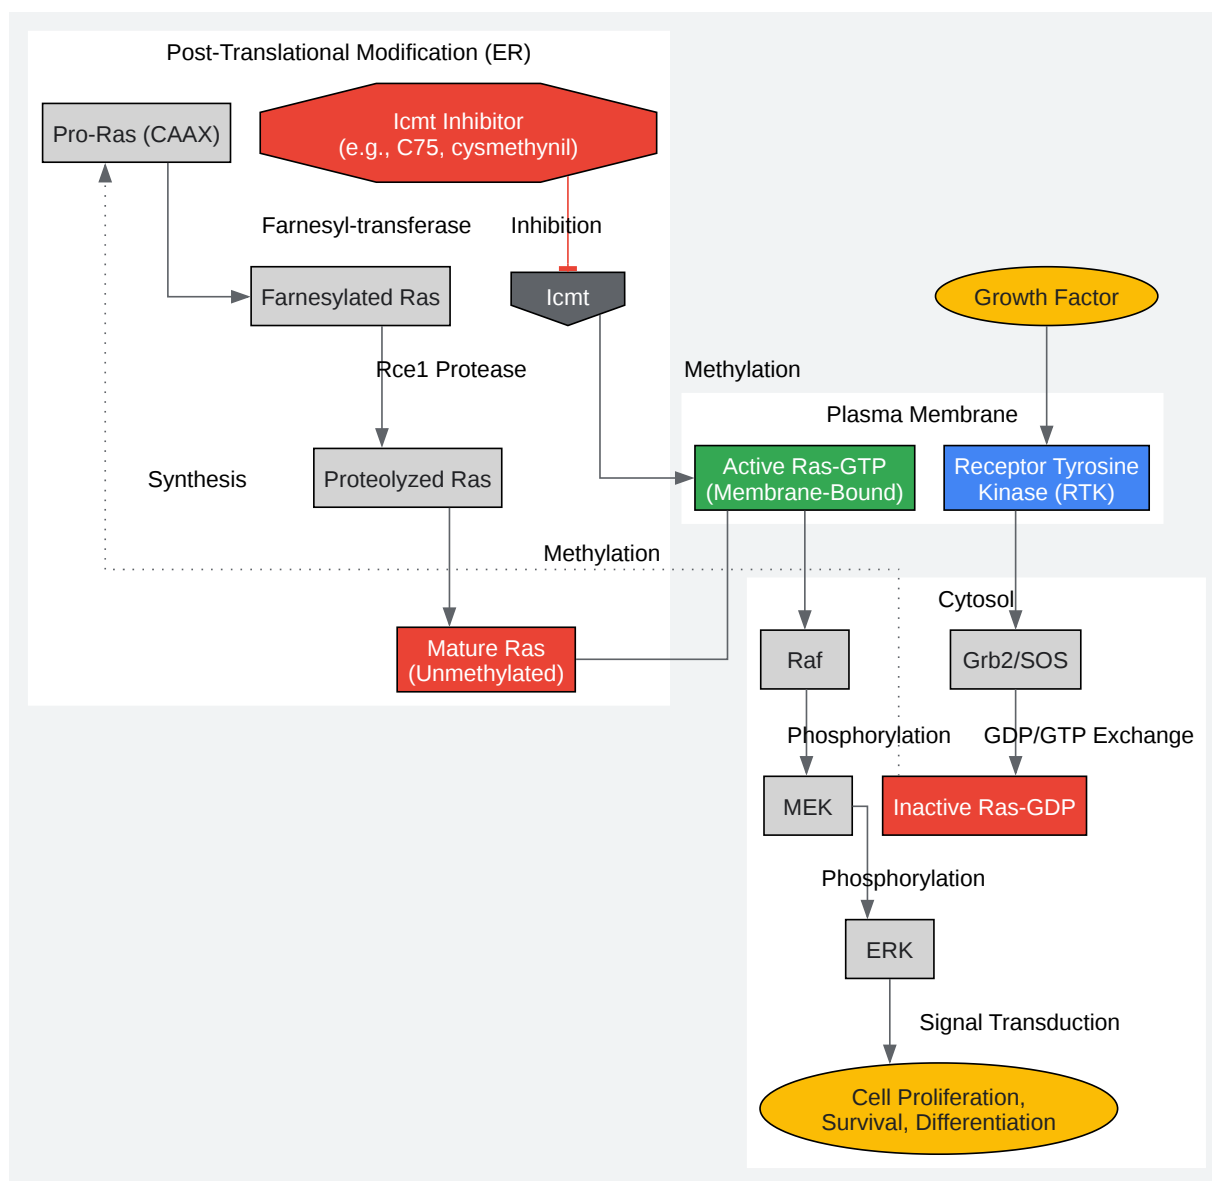 Post-Translational Modification (ER)
Pro-Ras (CAAX)
Icmt Inhibitor
(e.g., C75, cysmethynil)
Farnesyl-transferase
Inhibition
Farnesylated Ras
Icmt
Growth Factor
Rce1 Protease
Methylation
Plasma Membrane
Active Ras-GTP
(Membrane-Bound)
Receptor Tyrosine
Kinase (RTK)
Synthesis
Proteolyzed Ras
Methylation
Cytosol
Mature Ras
(Unmethylated)
Raf
Grb2/SOS
Phosphorylation
GDP/GTP Exchange
MEK
Inactive Ras-GDP
Phosphorylation
ERK
Signal Transduction
Cell Proliferation,
Survival, Differentiation